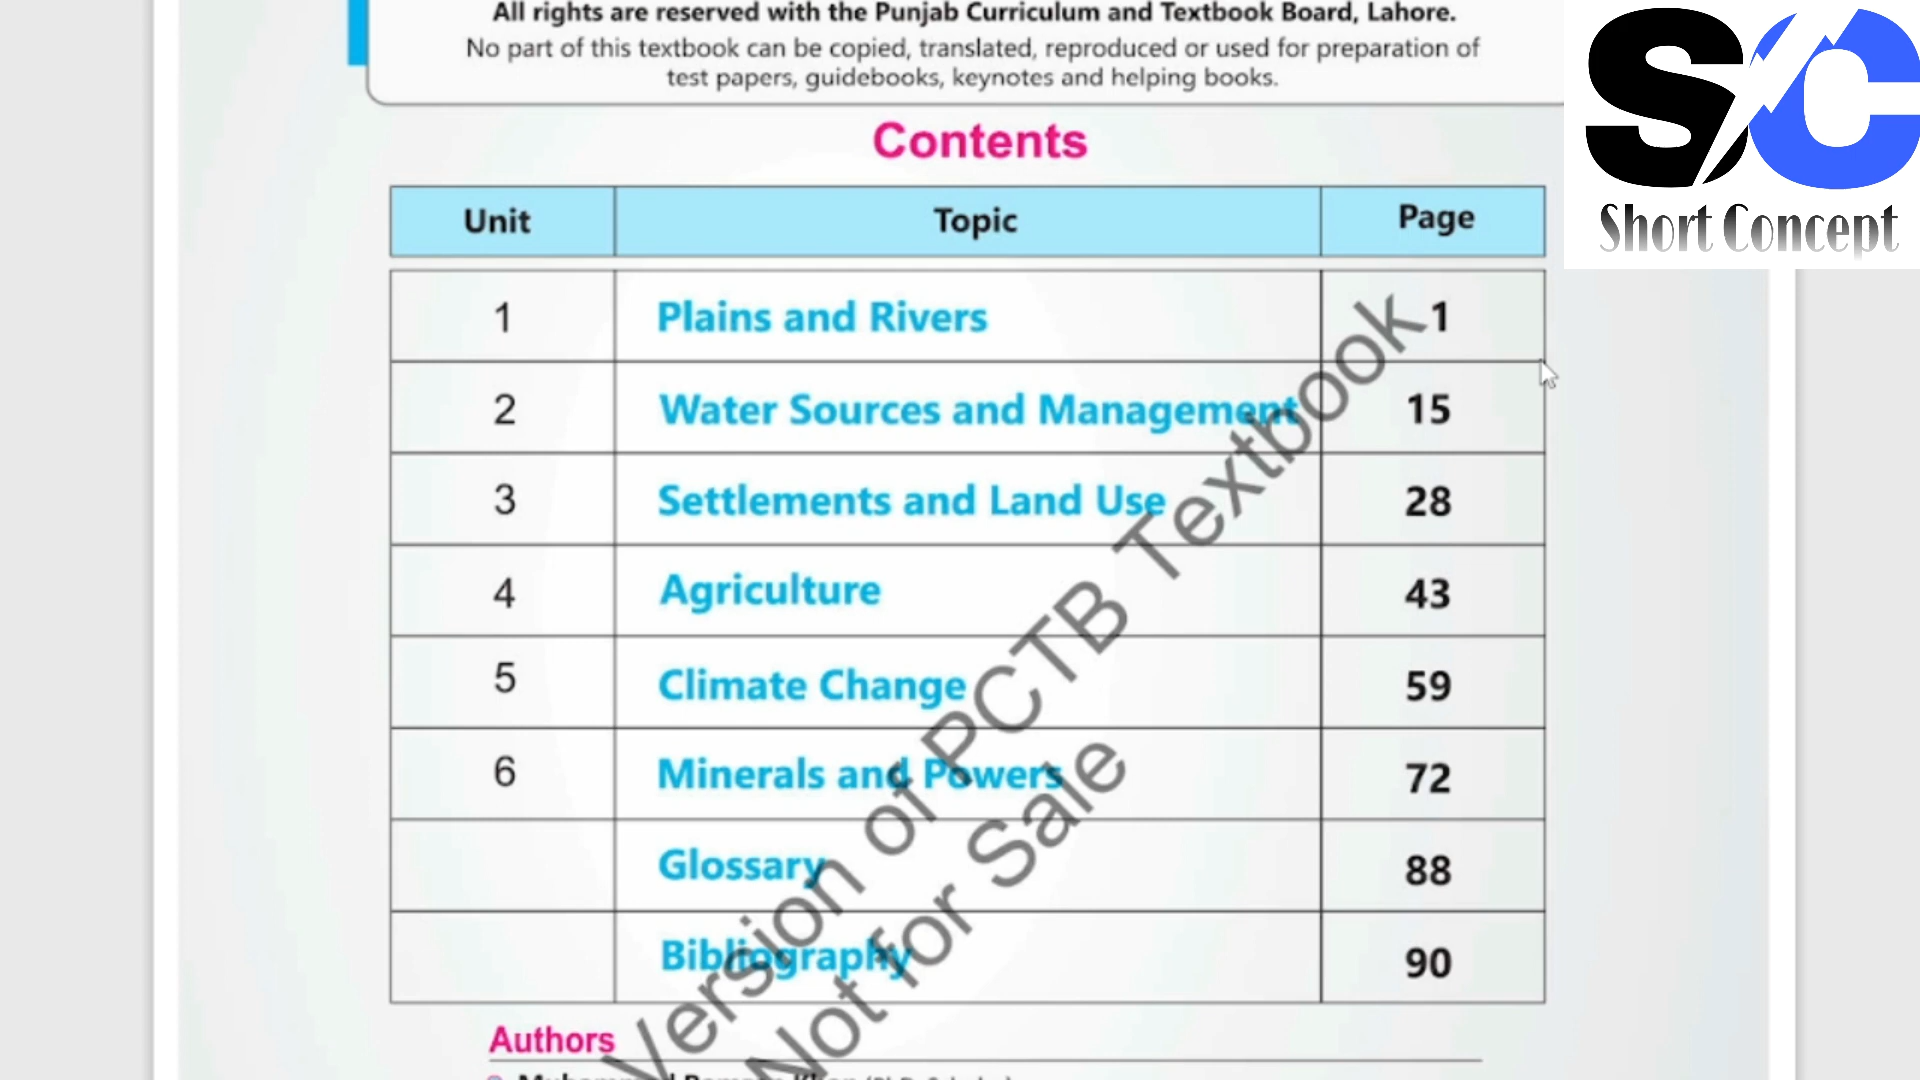 All rights are reserved with the Punjab Curriculum and Textbook Board, Lahore.
No part of this textbook can be copied, translated, reproduced or used for preparation of
test papers, guidebooks, keynotes and helping books.
SC
Short Concept
Contents
Unit Topic Page
1 Plains and Rivers 1
2 Water Sources and Management 15
3 Settlements and Land Use 28
4 Agriculture 43
5 Climate Change 59
6 Minerals and Powers 72
Glossary 88
Bibliography 90
Version of PCTB Textbook
Not for Sale
Authors